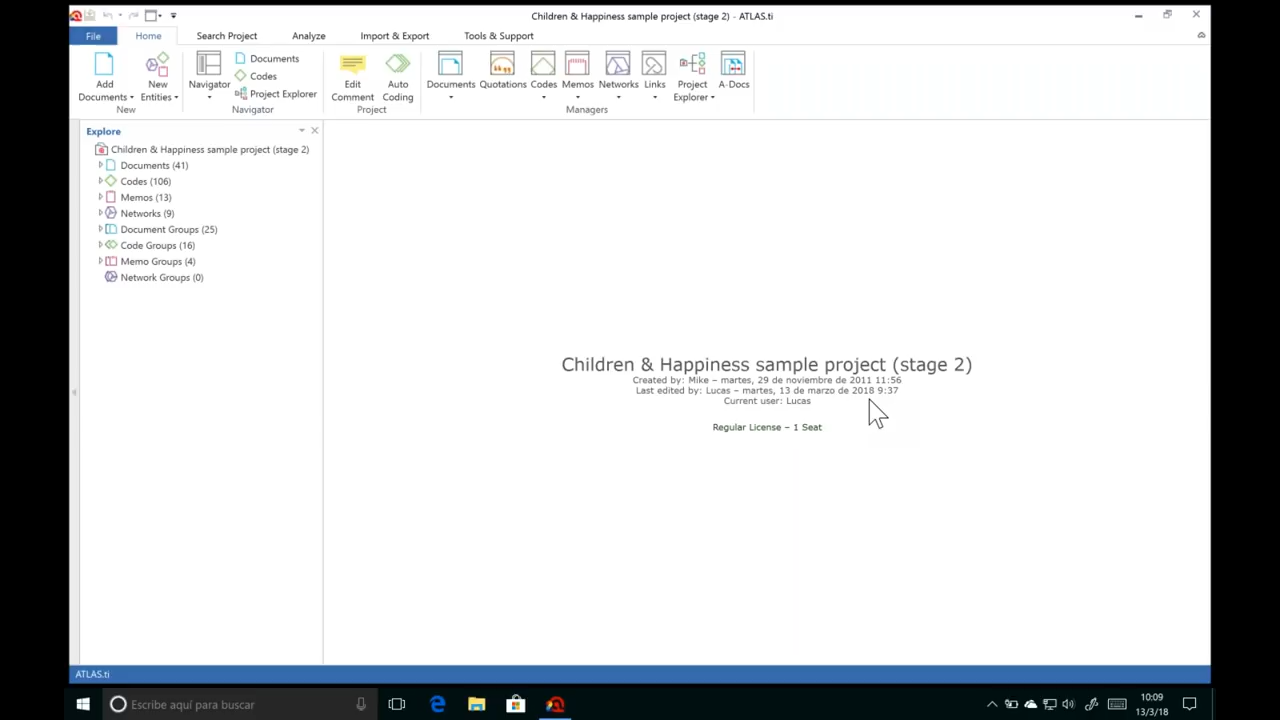 Children & Happiness sample project (stage 2) - ATLAS.ti
File Home Search Project Analyze Import & Export Tools & Support
Add Documents
New Entities
New
Navigator
Documents
Codes
Project Explorer
Navigator
Edit Comment
Auto Coding
Project
Documents
Quotations
Codes
Memos
Networks
Links
Project Explorer
A-Docs
Managers
Explore
Children & Happiness sample project (stage 2)
Documents (41)
Codes (106)
Memos (13)
Networks (9)
Document Groups (25)
Code Groups (16)
Memo Groups (4)
Network Groups (0)
Children & Happiness sample project (stage 2)
Created by: Mike – martes, 29 de noviembre de 2011 11:56
Last edited by: Lucas – martes, 13 de marzo de 2018 9:37
Current user: Lucas
Regular License – 1 Seat
ATLAS.ti
Escribe aquí para buscar
10:09
13/3/18